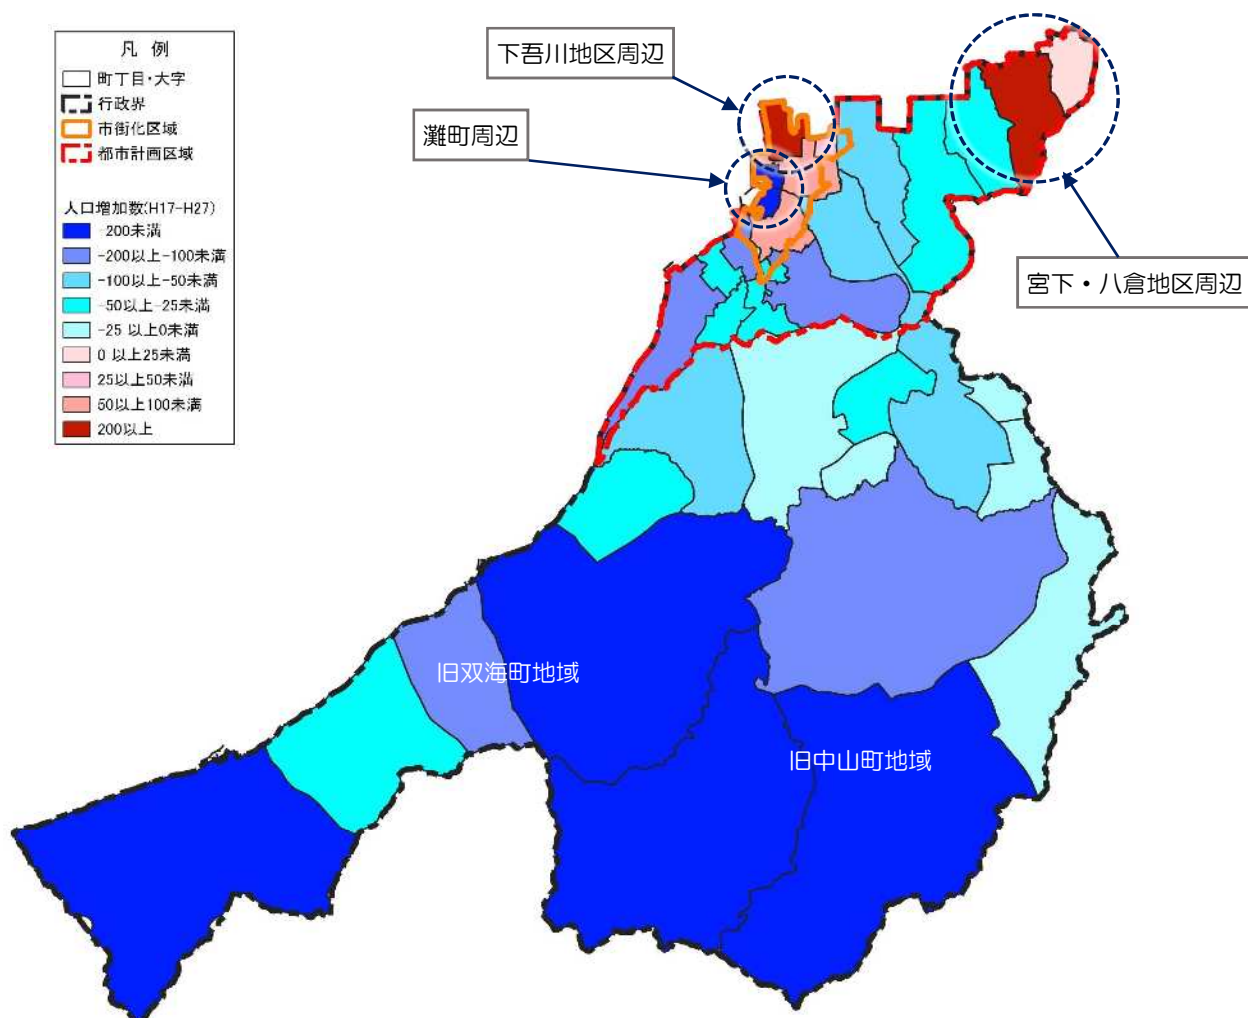 凡 例
町丁目・大字
行政界
市街化区域
都市計画区域
人口増加数(H17-H27)
-200未満
-200以上-100未満
-100以上-50未満
-50以上-25未満
-25 以上0未満
0 以上25未満
25以上50未満
50以上100未満
200以上
下吾川地区周辺
灘町周辺
宮下・八倉地区周辺
旧双海町地域
旧中山町地域